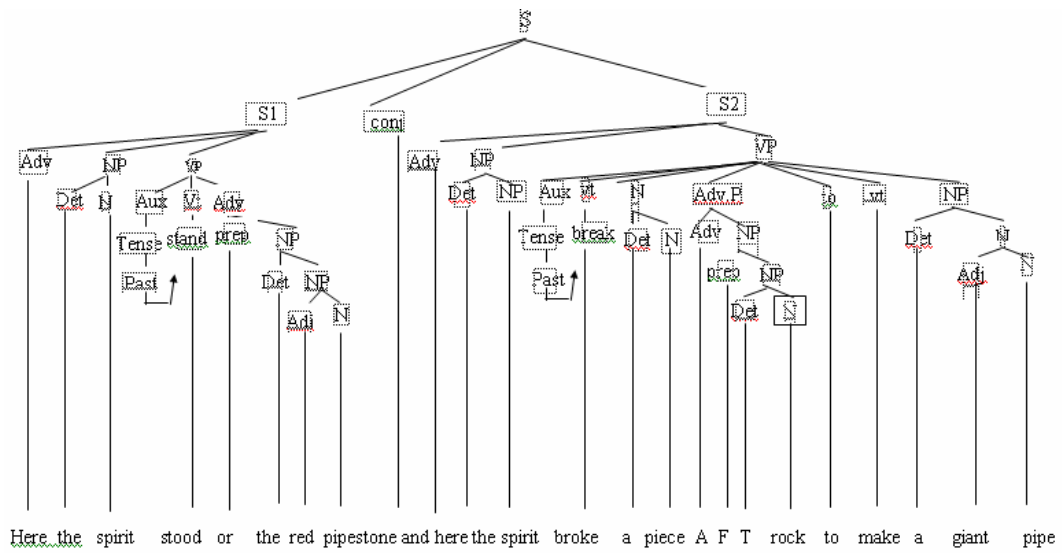 S
S1 conj S2
Adv NP VP Adv NP VP
Det N Aux V Adv Det NP Aux vt N Adv.P to vt NP
Tense stand prep NP Tense break Det N Adv NP Det N
Past Det NP Past prep NP Adj N
Adj N Det N
Here the spirit stood or the red pipestone and here the spirit broke a piece A F T rock to make a giant pipe